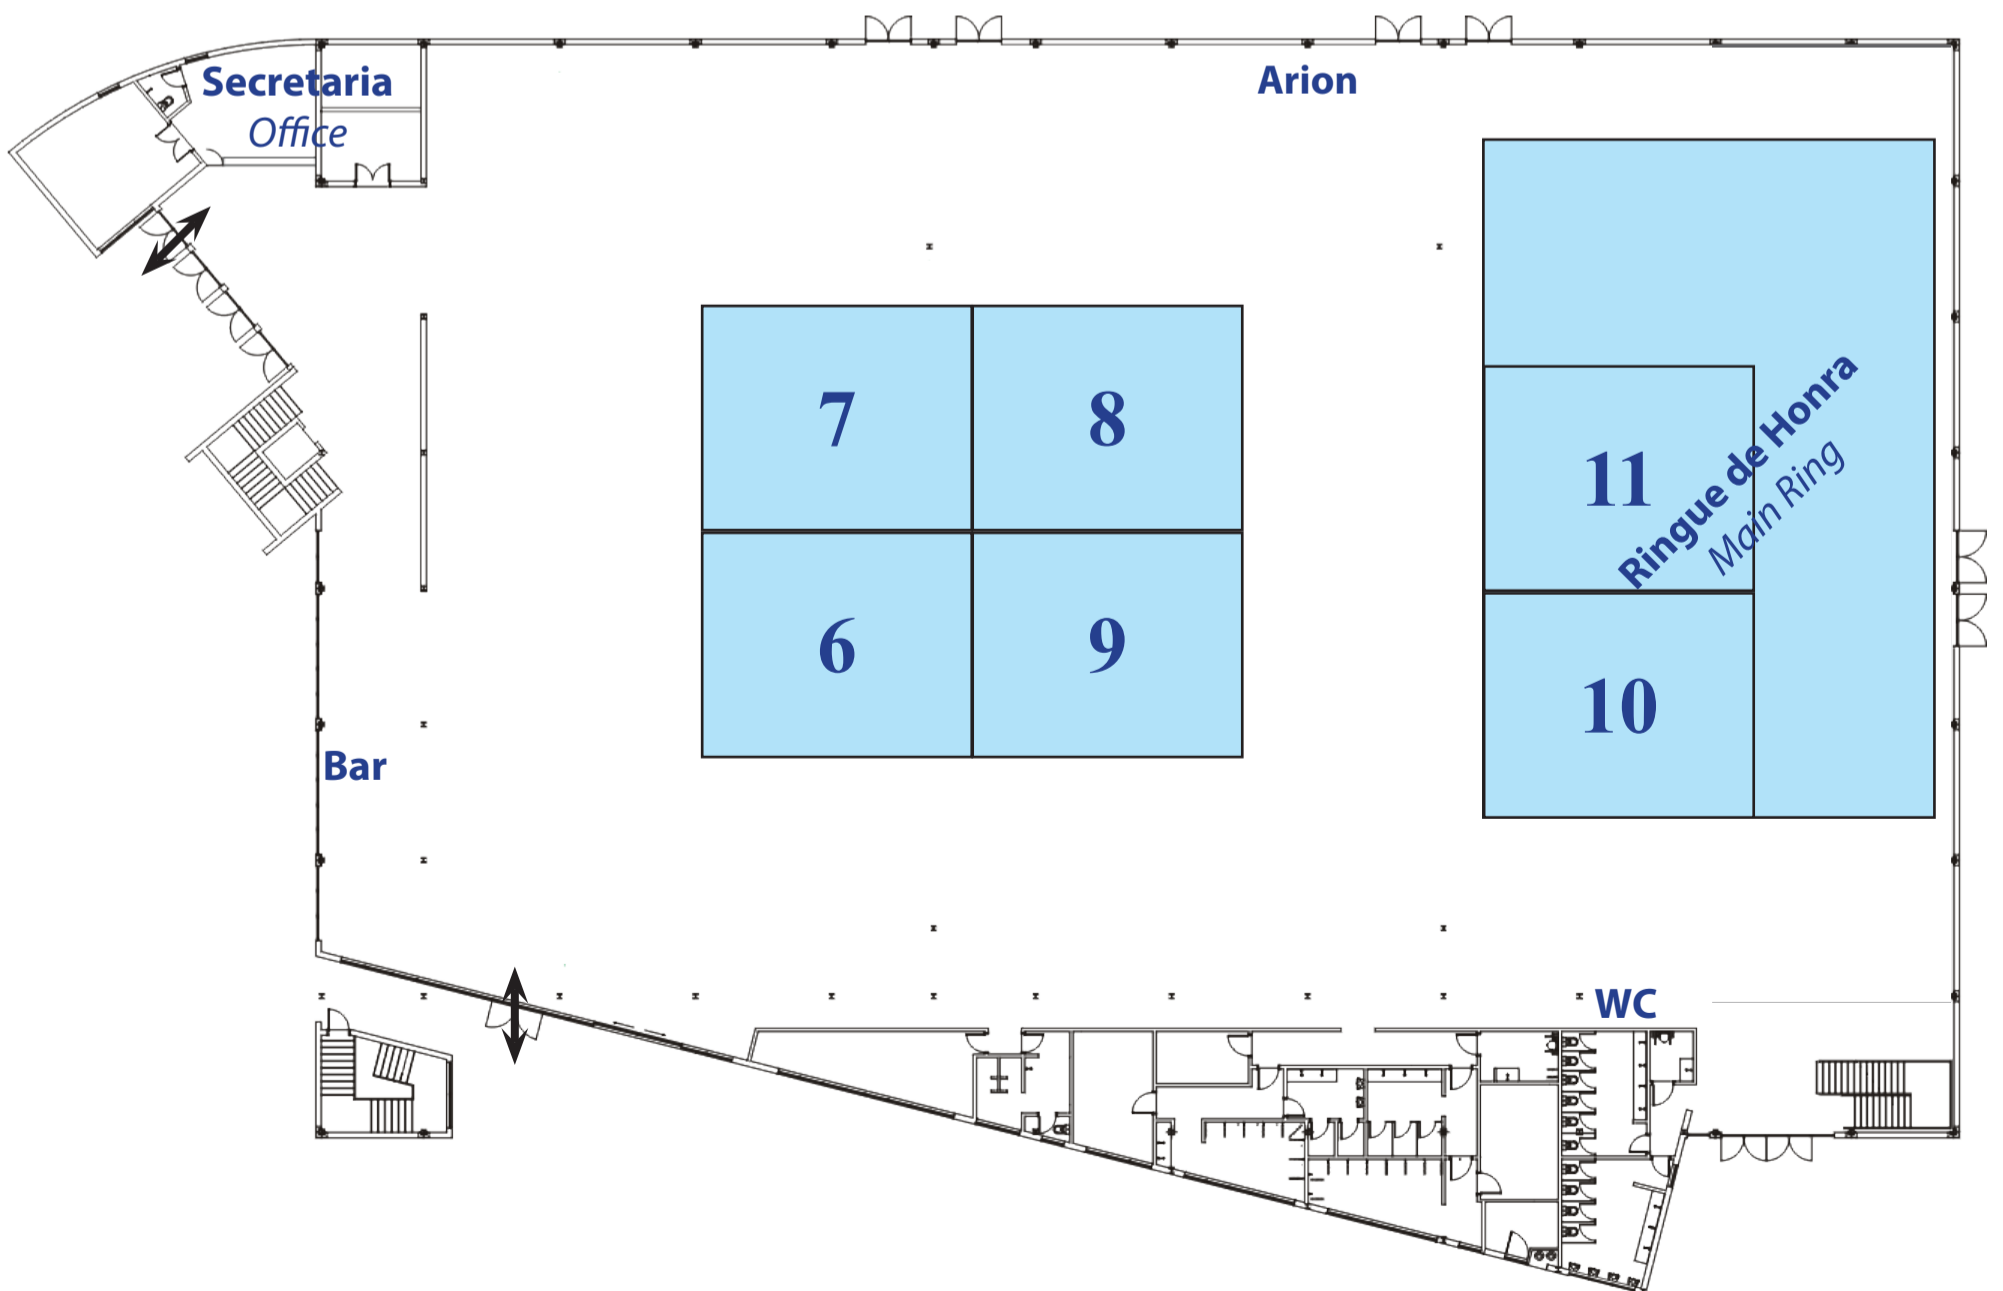 Secretaria
Office
Arion
7
8
11
Ringue de Honra
Main Ring
6
9
10
Bar
WC